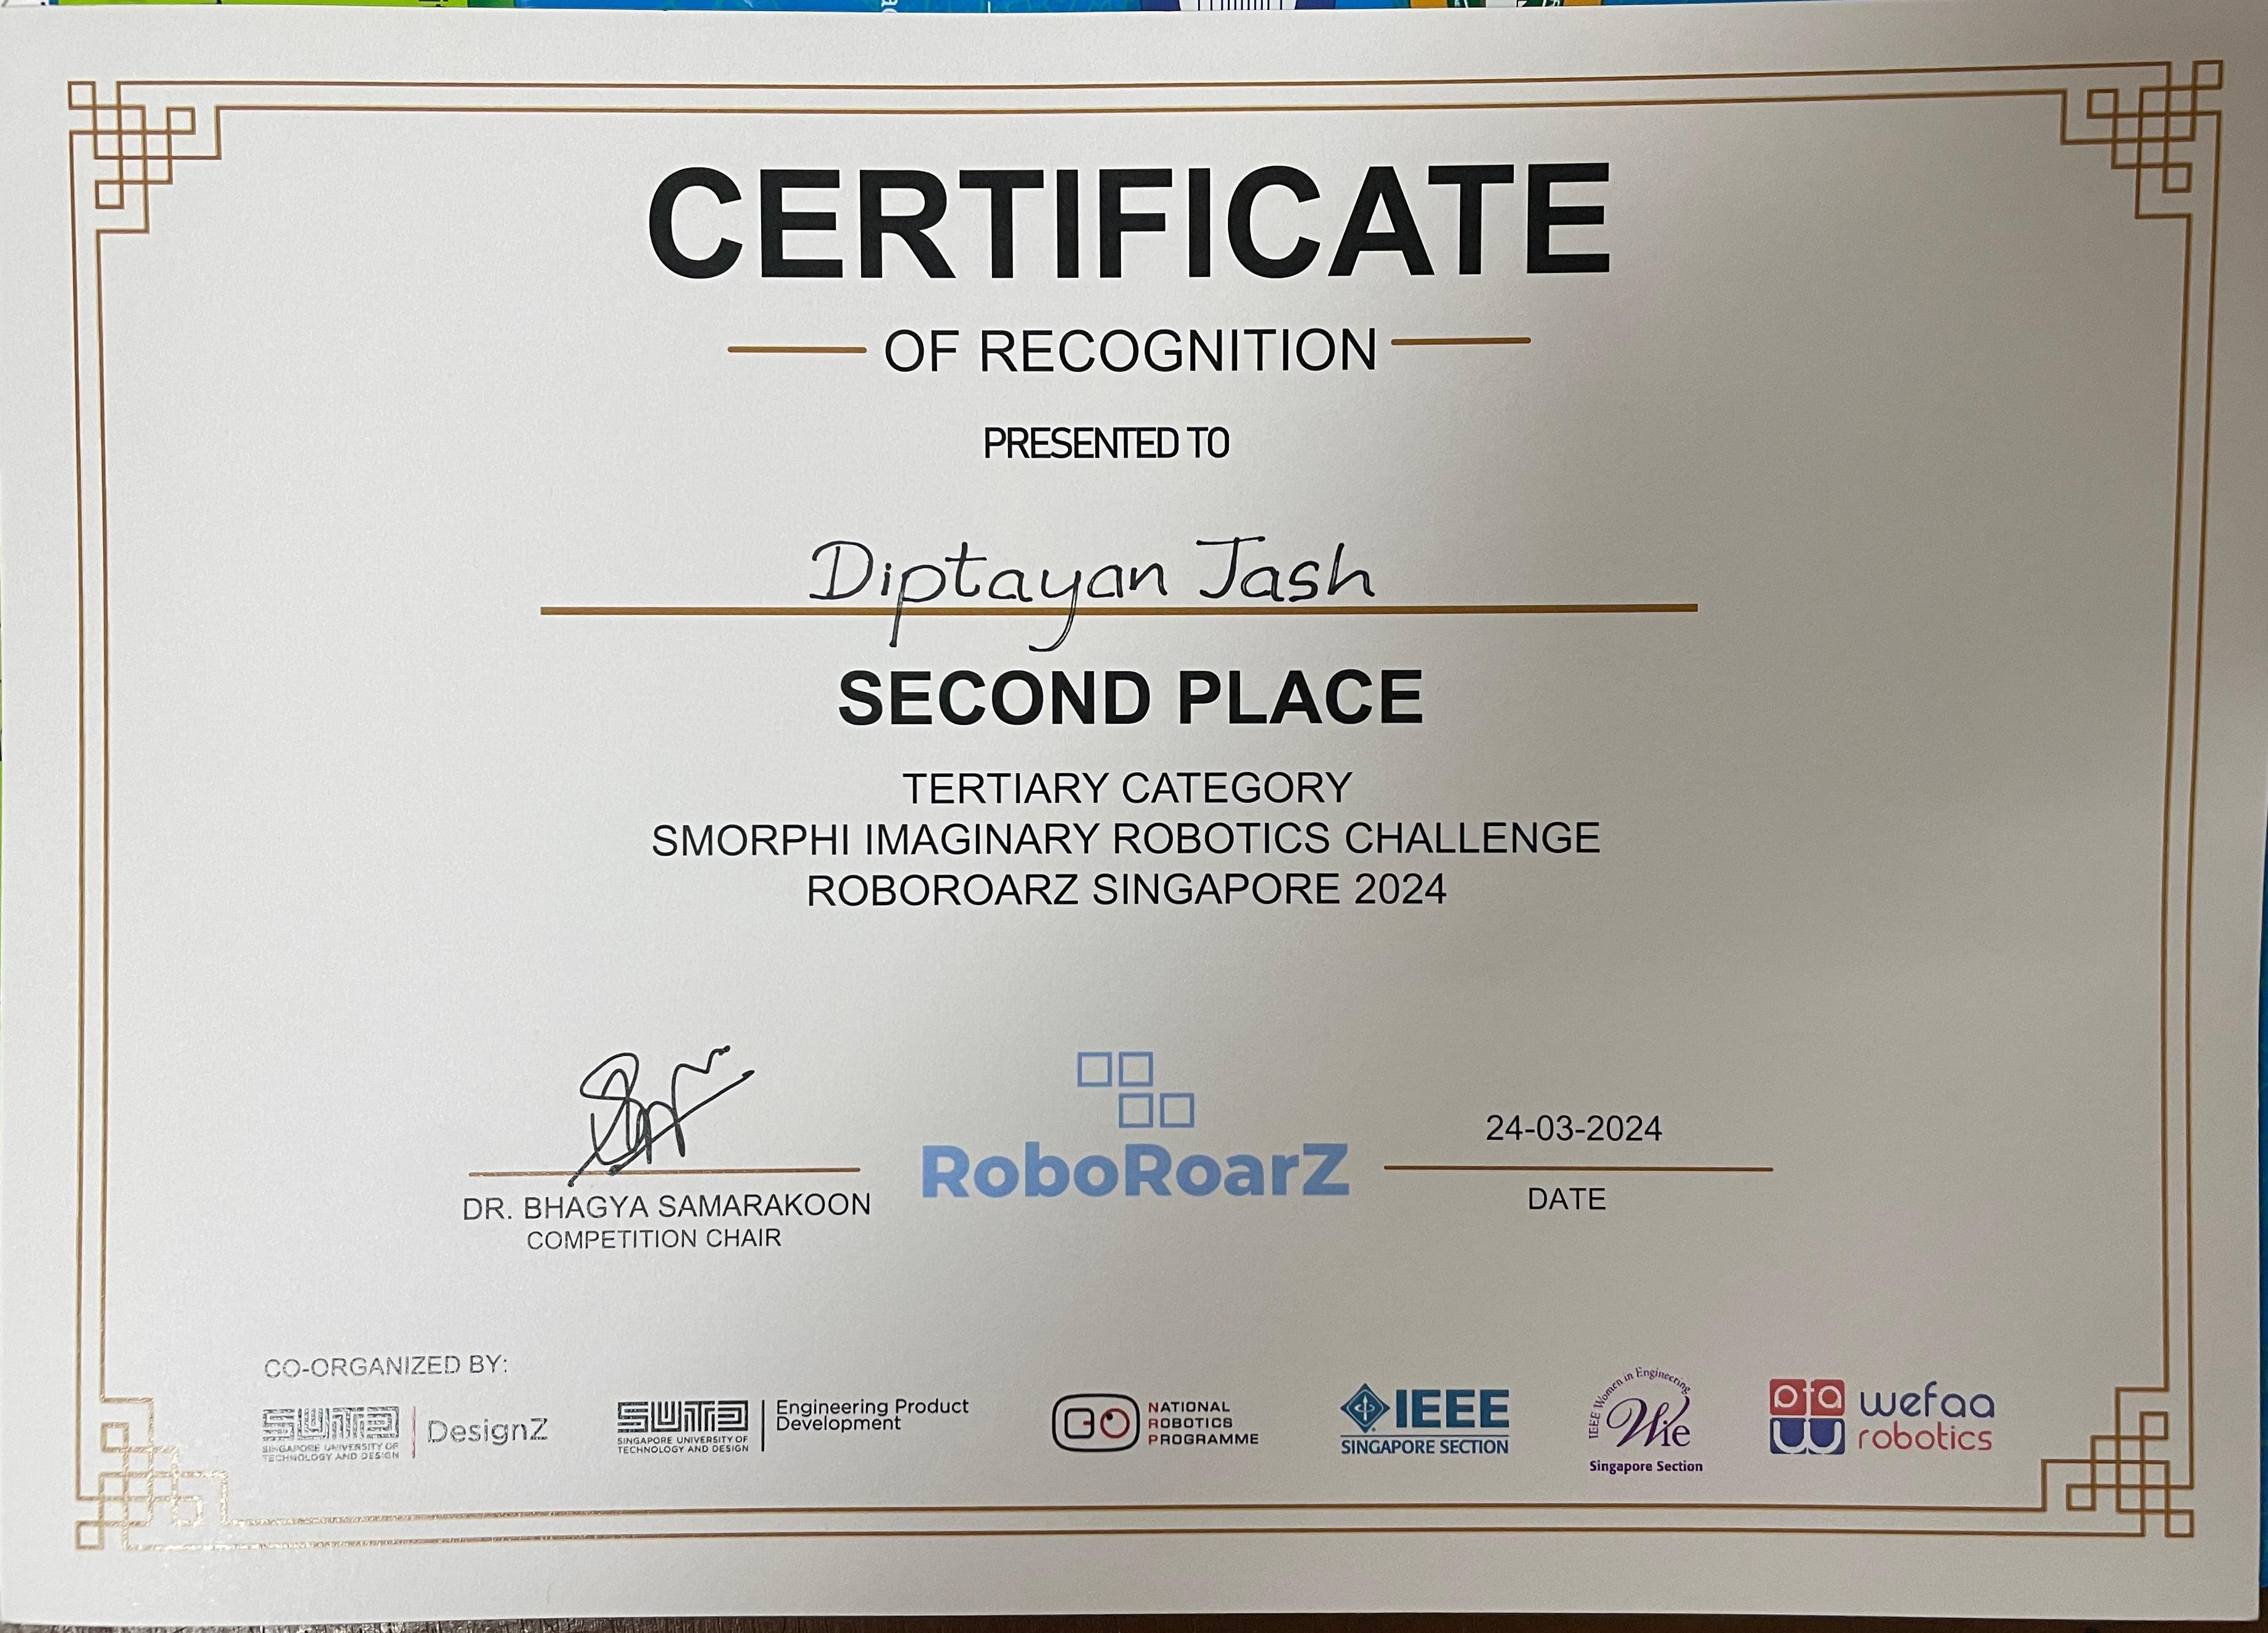 CERTIFICATE
OF RECOGNITION
PRESENTED TO
Diptayan Jash
SECOND PLACE
TERTIARY CATEGORY
SMORPHI IMAGINARY ROBOTICS CHALLENGE
ROBOROARZ SINGAPORE 2024
RoboRoarZ
24-03-2024
DATE
DR. BHAGYA SAMARAKOON
COMPETITION CHAIR
CO-ORGANIZED BY:
SUTD
SINGAPORE UNIVERSITY OF
TECHNOLOGY AND DESIGN
DesignZ
SUTD
SINGAPORE UNIVERSITY OF
TECHNOLOGY AND DESIGN
Engineering Product
Development
NATIONAL
ROBOTICS
PROGRAMME
IEEE
SINGAPORE SECTION
IEEE Women in Engineering
Wie
Singapore Section
wefaa
robotics